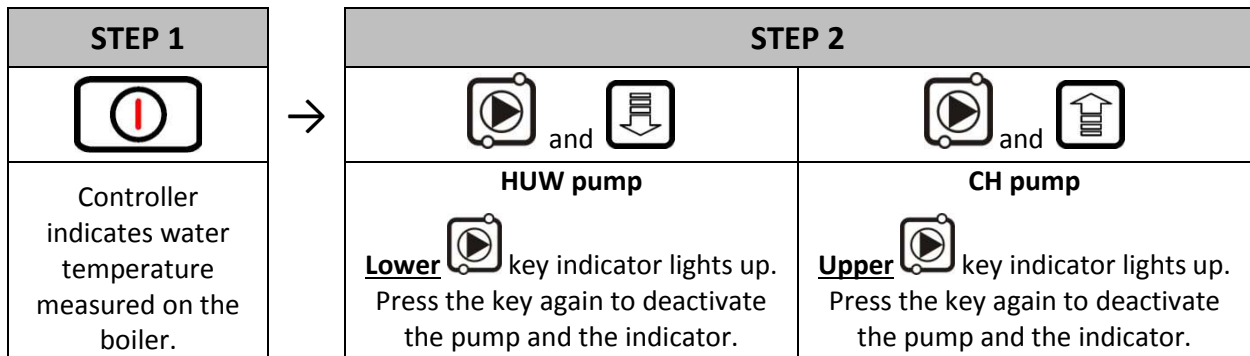 STEP 1
STEP 2
→
and
and
Controller
indicates water
temperature
measured on the
boiler.
HUW pump
Lower key indicator lights up.
Press the key again to deactivate
the pump and the indicator.
CH pump
Upper key indicator lights up.
Press the key again to deactivate
the pump and the indicator.